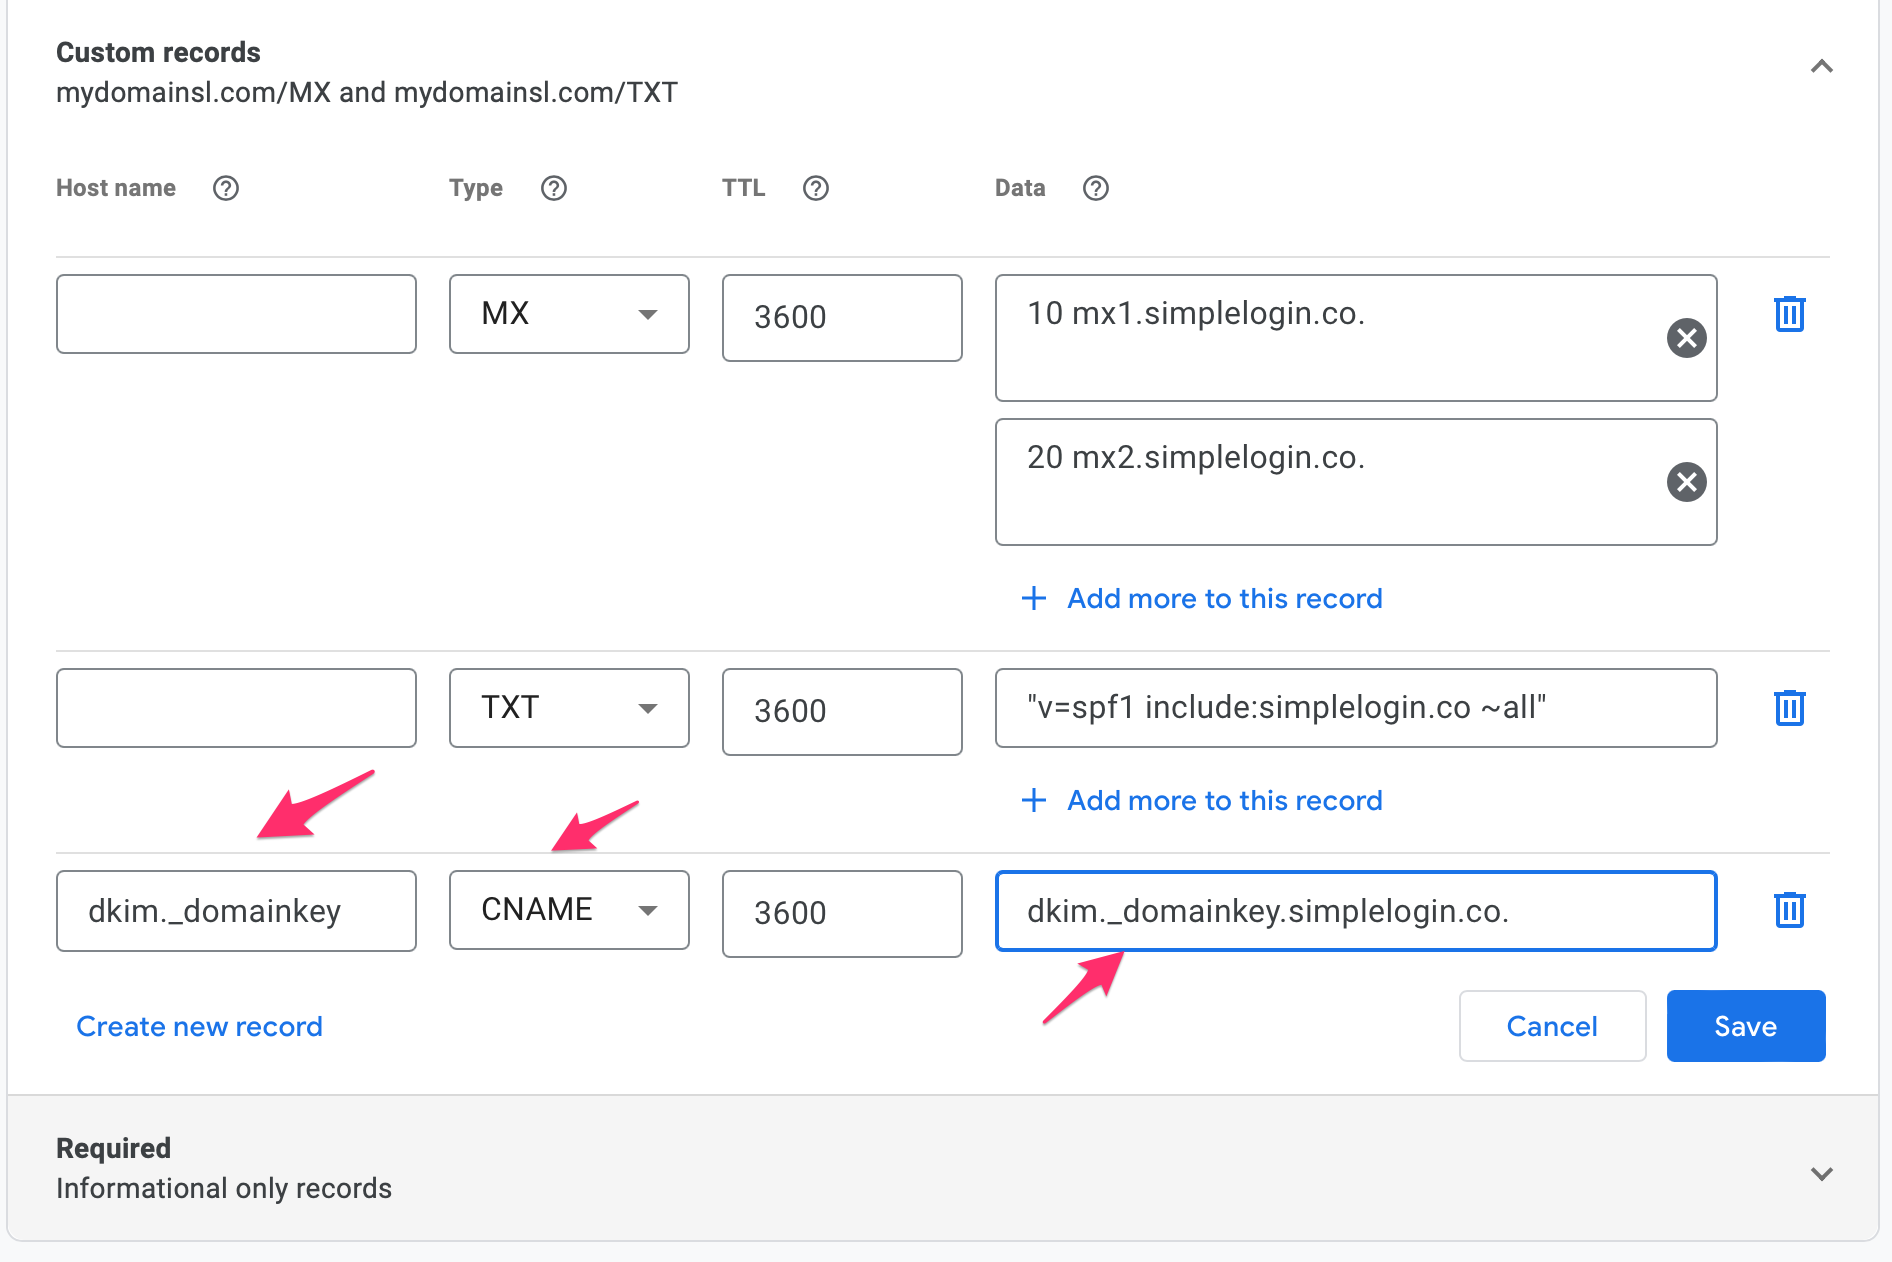 Custom records
mydomainsl.com/MX and mydomainsl.com/TXT
Host name Type TTL Data
MX 3600 10 mx1.simplelogin.co.
20 mx2.simplelogin.co.
+ Add more to this record
TXT 3600 "v=spf1 include:simplelogin.co ~all"
+ Add more to this record
dkim._domainkey CNAME 3600 dkim._domainkey.simplelogin.co.
Create new record Cancel Save
Required
Informational only records